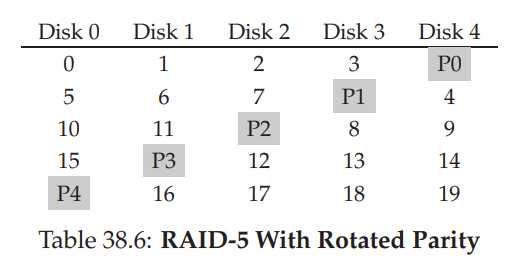 Disk 0 Disk 1 Disk 2 Disk 3 Disk 4
0 1 2 3 P0
5 6 7 P1 4
10 11 P2 8 9
15 P3 12 13 14
P4 16 17 18 19
Table 38.6: RAID-5 With Rotated Parity